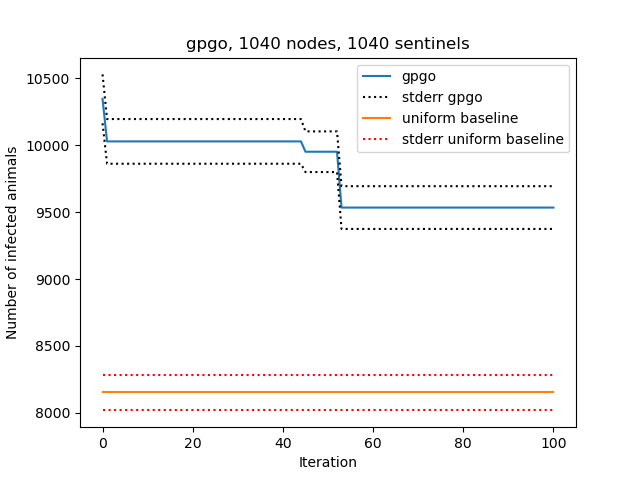 gpgo, 1040 nodes, 1040 sentinels
10500
10000
9500
9000
8500
8000
Number of infected animals
gpgo
stderr gpgo
uniform baseline
stderr uniform baseline
0 20 40 60 80 100
Iteration